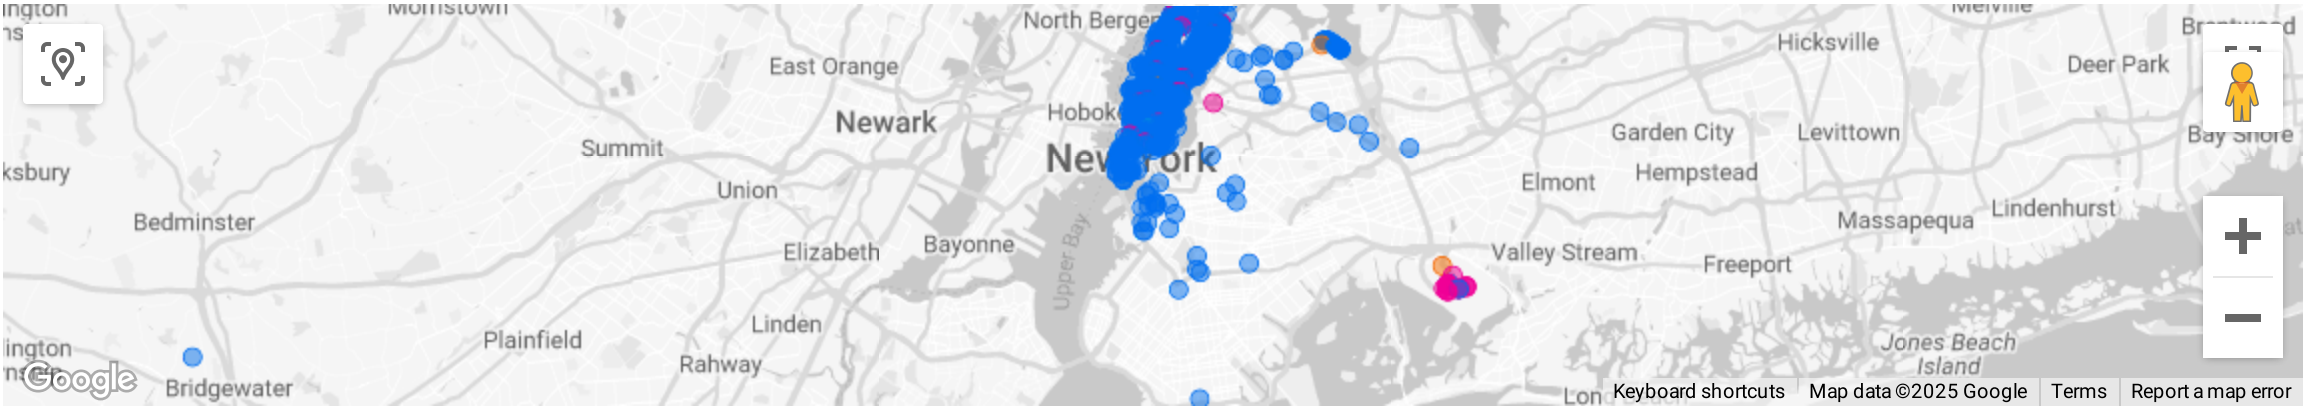 Morristown
Melville
North Bergen
Brentwood
Hicksville
East Orange
Deer Park
Hoboken
Newark
Garden City
Levittown
Bay Shore
Summit
New York
Hempstead
Union
Elmont
Bedminster
Massapequa
Lindenhurst
Elizabeth
Bayonne
Upper Bay
Valley Stream
Freeport
Linden
Plainfield
Rahway
Jones Beach
Island
Google
Bridgewater
Long Beach
Keyboard shortcuts
Map data ©2025 Google
Terms
Report a map error